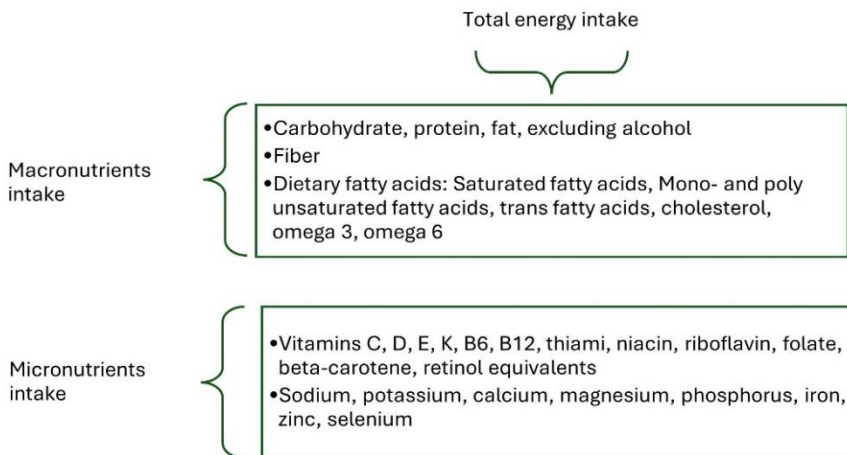 Total energy intake
Macronutrients
intake
•Carbohydrate, protein, fat, excluding alcohol
•Fiber
•Dietary fatty acids: Saturated fatty acids, Mono- and poly
unsaturated fatty acids, trans fatty acids, cholesterol,
omega 3, omega 6
Micronutrients
intake
•Vitamins C, D, E, K, B6, B12, thiami, niacin, riboflavin, folate,
beta-carotene, retinol equivalents
•Sodium, potassium, calcium, magnesium, phosphorus, iron,
zinc, selenium